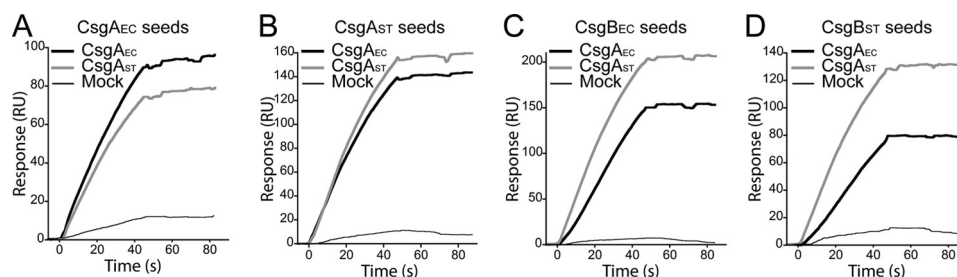 A
CsgAEC seeds
CsgAEC
CsgAST
Mock
Response (RU)
100
80
60
40
20
0
0 20 40 60 80
Time (s)
B
CsgAST seeds
CsgAEC
CsgAST
Mock
Response (RU)
160
140
120
100
80
60
40
20
0
0 20 40 60 80
Time (s)
C
CsgBEC seeds
CsgAEC
CsgAST
Mock
Response (RU)
200
150
100
50
0
0 20 40 60 80
Time (s)
D
CsgBST seeds
CsgAEC
CsgAST
Mock
Response (RU)
140
120
100
80
60
40
20
0
0 20 40 60 80
Time (s)